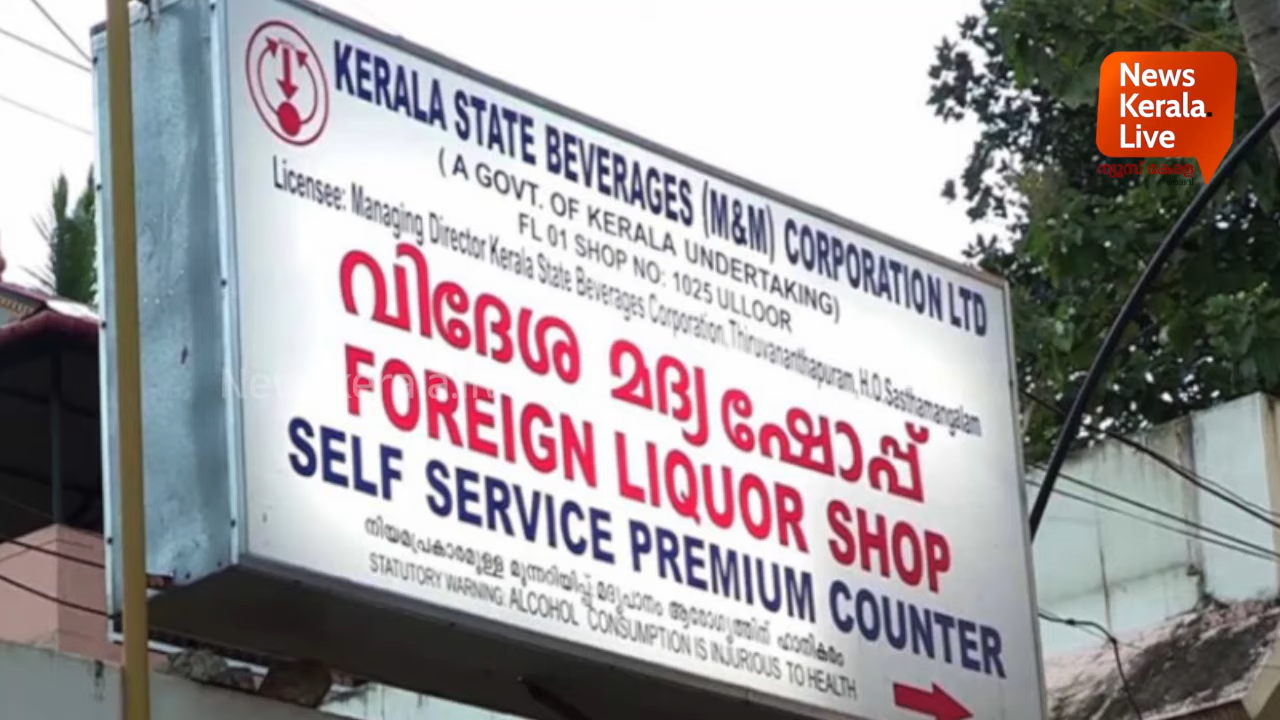 KERALA STATE BEVERAGES (M&M) CORPORATION LTD
( A GOVT. OF KERALA UNDERTAKING)
FL 01 SHOP NO: 1025 ULLOOR
Licensee: Managing Director Kerala State Beverages Corporation, Thiruvananthapuram, H.O.Sasthamangalam
വിദേശ മദ്യ ഷോപ്പ്
FOREIGN LIQUOR SHOP
SELF SERVICE PREMIUM COUNTER
നിയമപ്രകാരമുള്ള മുന്നറിയിപ്പ്: മദ്യപാനം ആരോഗ്യത്തിന് ഹാനികരം
STATUTORY WARNING: ALCOHOL CONSUMPTION IS INJURIOUS TO HEALTH
News
Kerala.
Live
ന്യൂസ് കേരള